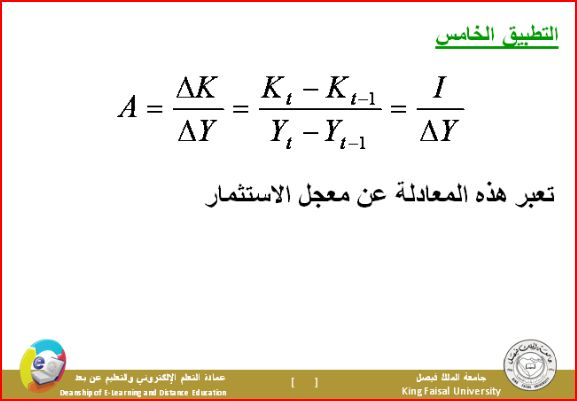 التطبيق الخامس
A = ΔK / ΔY = (K_t − K_{t−1}) / (Y_t − Y_{t−1}) = I / ΔY
تعبر هذه المعادلة عن معجل الاستثمار
جامعة الملك فيصل [ ] عمادة التعلم الإلكتروني والتعليم عن بعد
Deanship of E-Learning and Distance Education King Faisal University